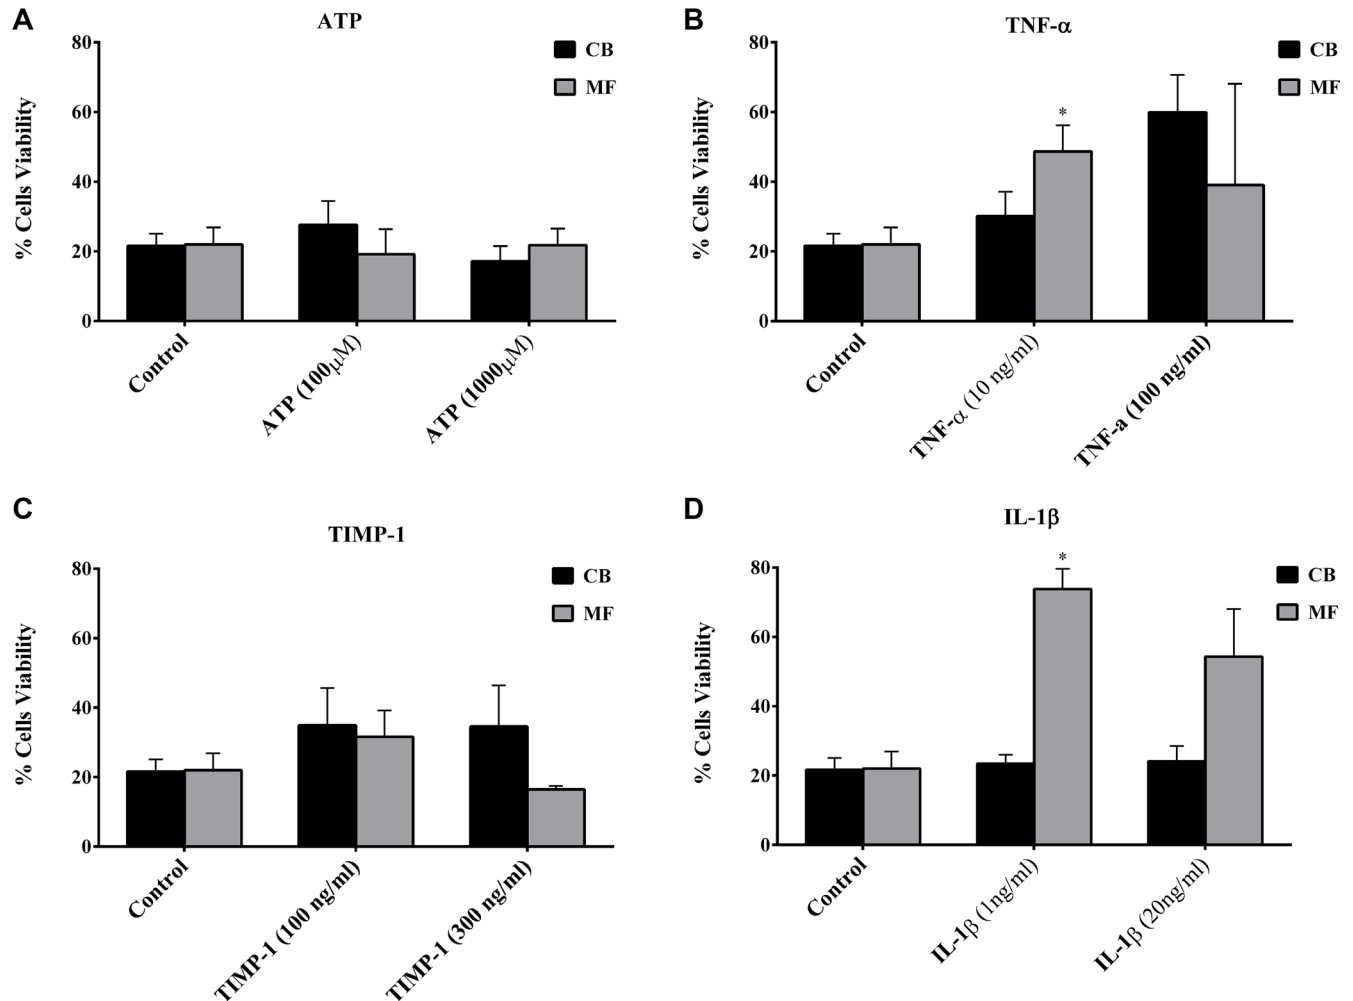 A
ATP
80
60
40
20
0
% Cells Viability
CB
MF
Control
ATP (100μM)
ATP (1000μM)
B
TNF-α
80
60
40
20
0
% Cells Viability
*
CB
MF
Control
TNF-α (10 ng/ml)
TNF-a (100 ng/ml)
C
TIMP-1
80
60
40
20
0
% Cells Viability
CB
MF
Control
TIMP-1 (100 ng/ml)
TIMP-1 (300 ng/ml)
D
IL-1β
80
60
40
20
0
% Cells Viability
*
CB
MF
Control
IL-1β (1ng/ml)
IL-1β (20ng/ml)